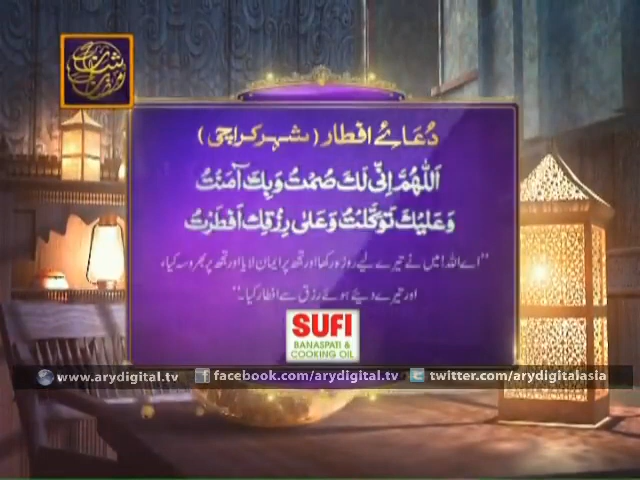 دُعَائے افطار (شہر کراچی)
اَللّٰهُمَّ اِنِّی لَكَ صُمْتُ وَبِكَ آمَنْتُ
وَعَلَيْكَ تَوَكَّلْتُ وَعَلٰی رِزْقِكَ اَفْطَرْتُ
"اے اللہ! میں نے تیرے لیے روزہ رکھا اور تجھ پر ایمان لایا اور تجھ پر بھروسہ کیا،
اور تیرے دیئے ہوئے رزق سے افطار کیا۔"
SUFI
BANASPATI &
COOKING OIL
www.arydigital.tv facebook.com/arydigital.tv twitter.com/arydigitalasia